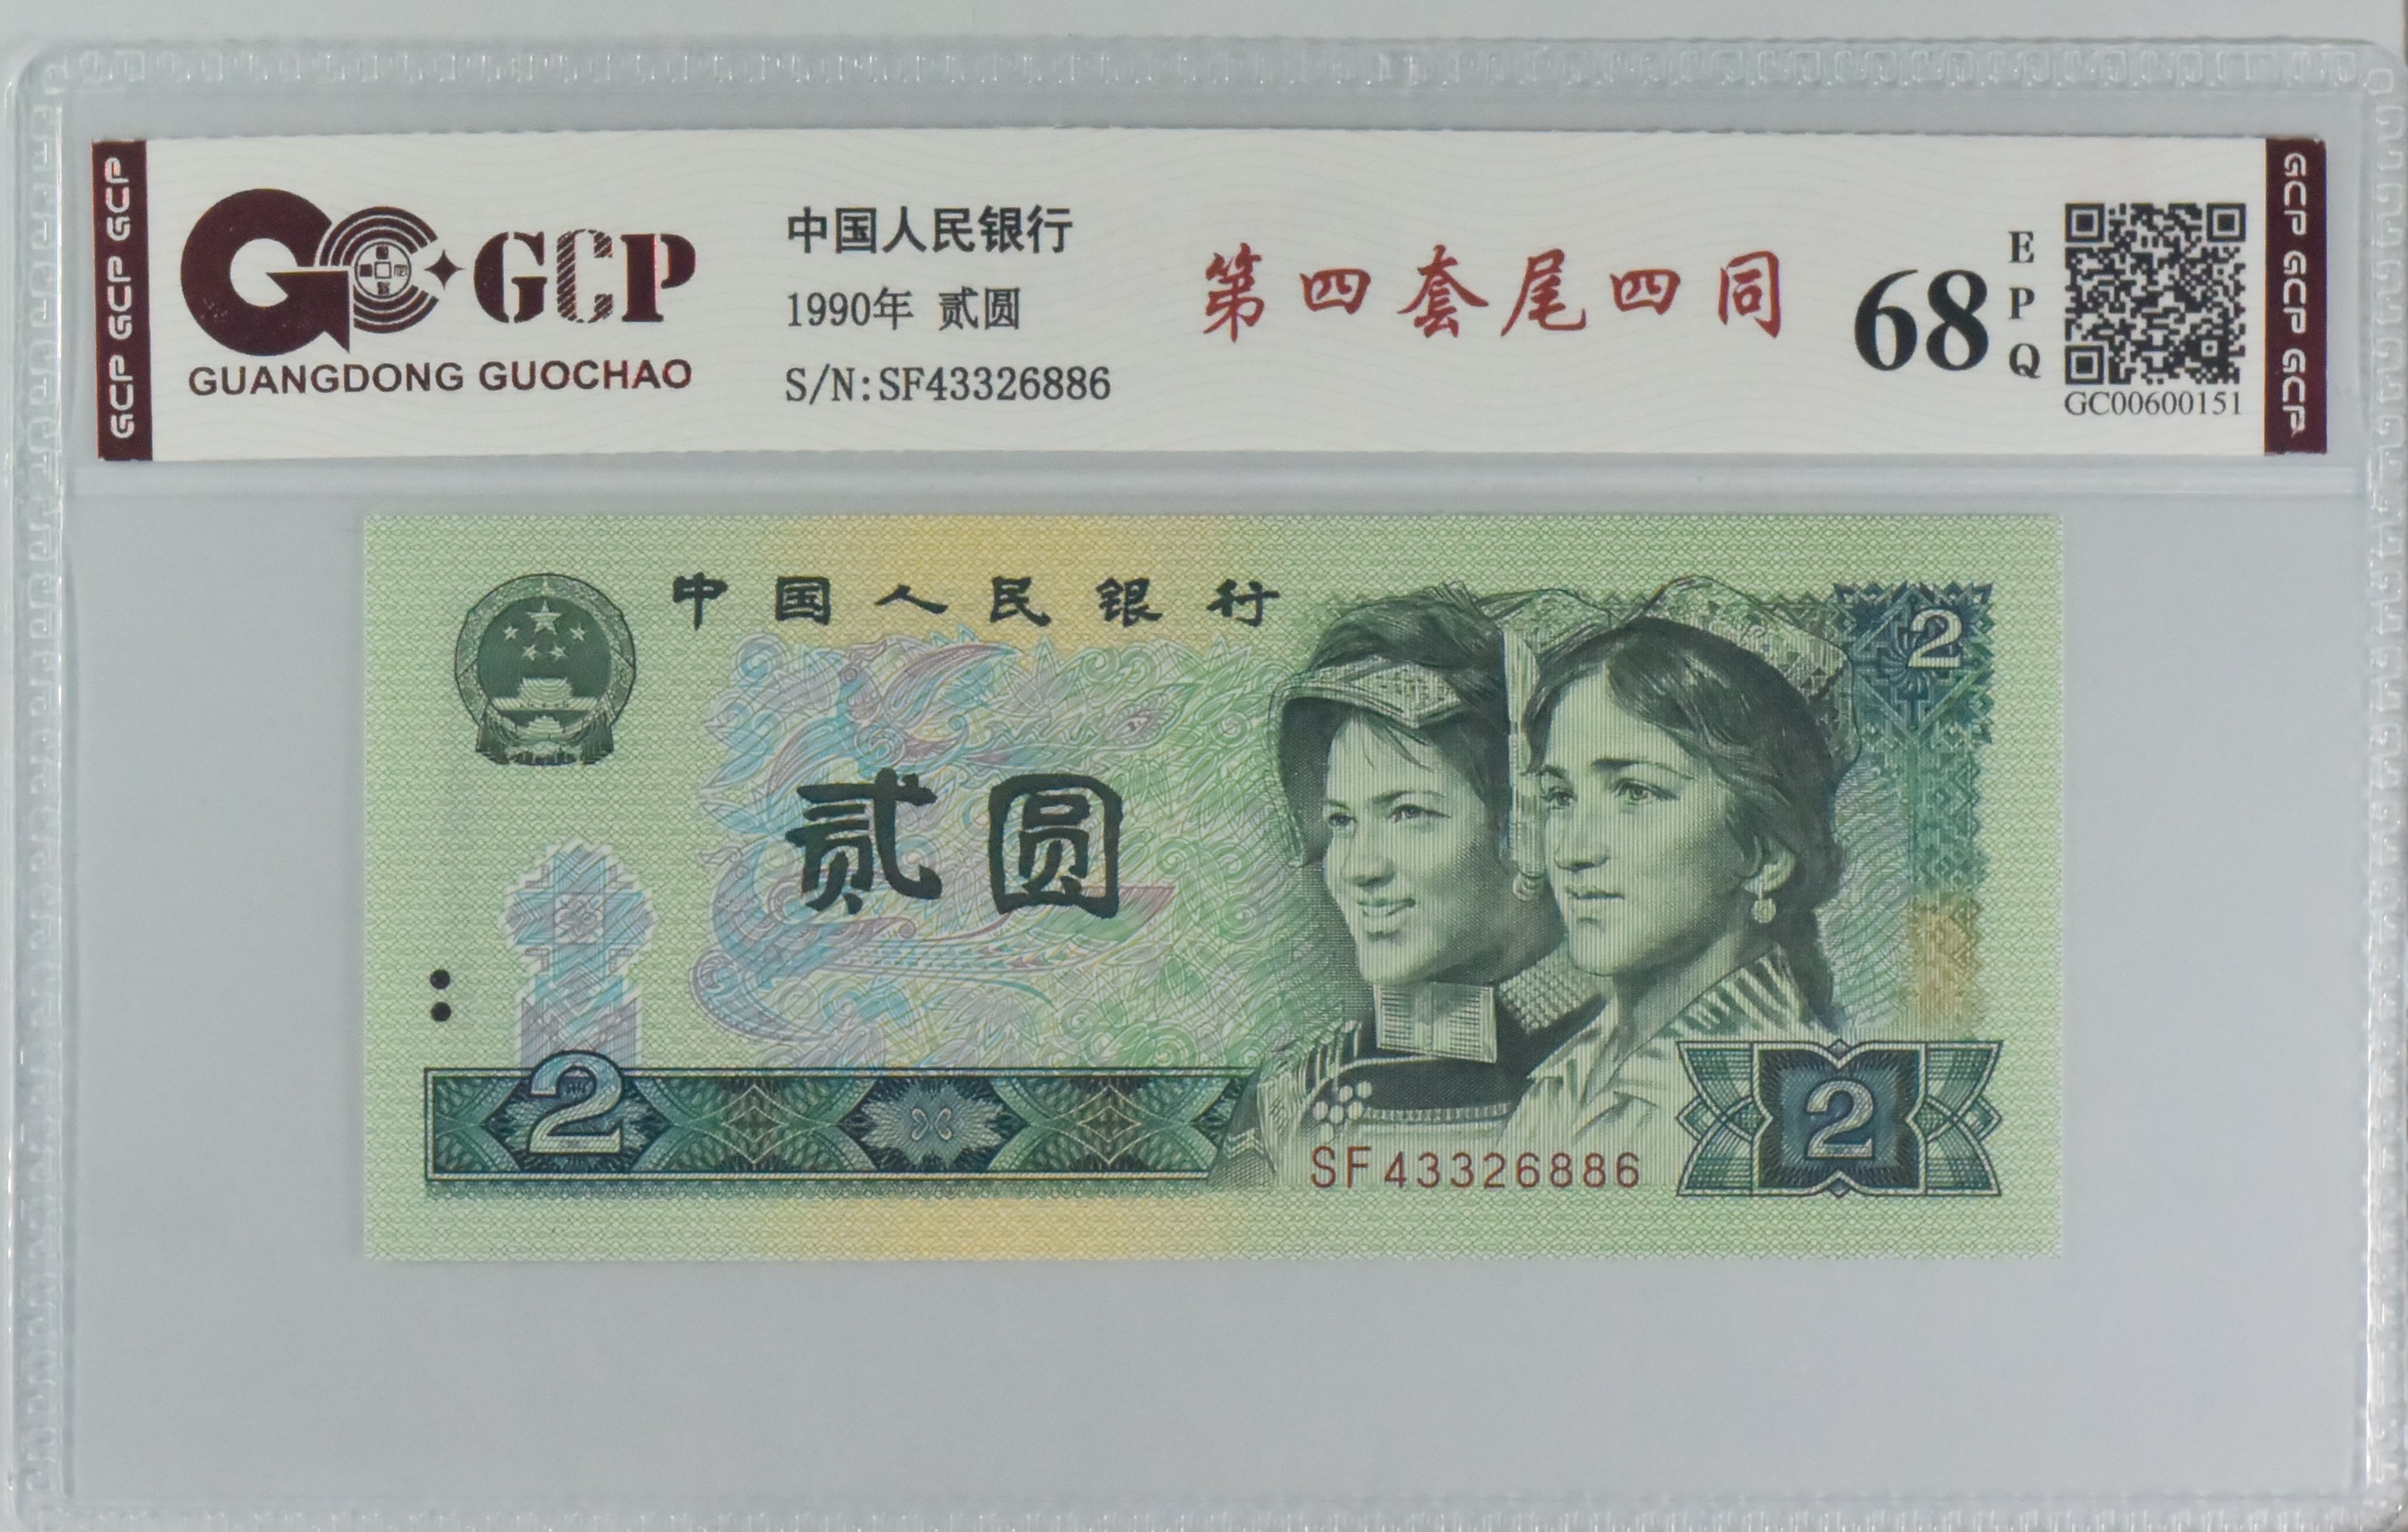 GCP GCP GCP
GCP
GUANGDONG GUOCHAO
中国人民银行
1990年 贰圆
S/N:SF43326886
第四套尾四同
68
E
P
Q
GC00600151
GCP GCP GCP
中国人民银行
2
贰圆
2
SF43326886
2